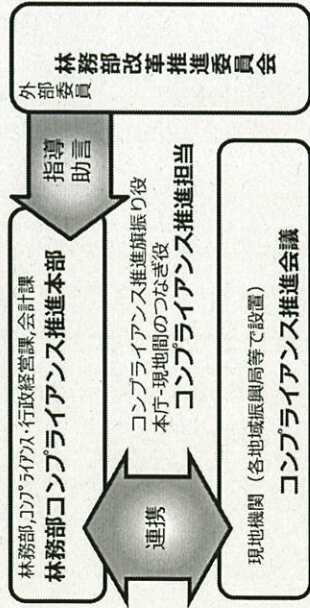 林務部,コンプライアンス・行政経営課,会計課
林務部コンプライアンス推進本部
指導
助言
外部
委員
林務部改革推進委員会
連携
コンプライアンス推進旗振り役
本庁-現地間のつなぎ役
コンプライアンス推進担当
現地機関（各地域振興局等で設置）
コンプライアンス推進会議